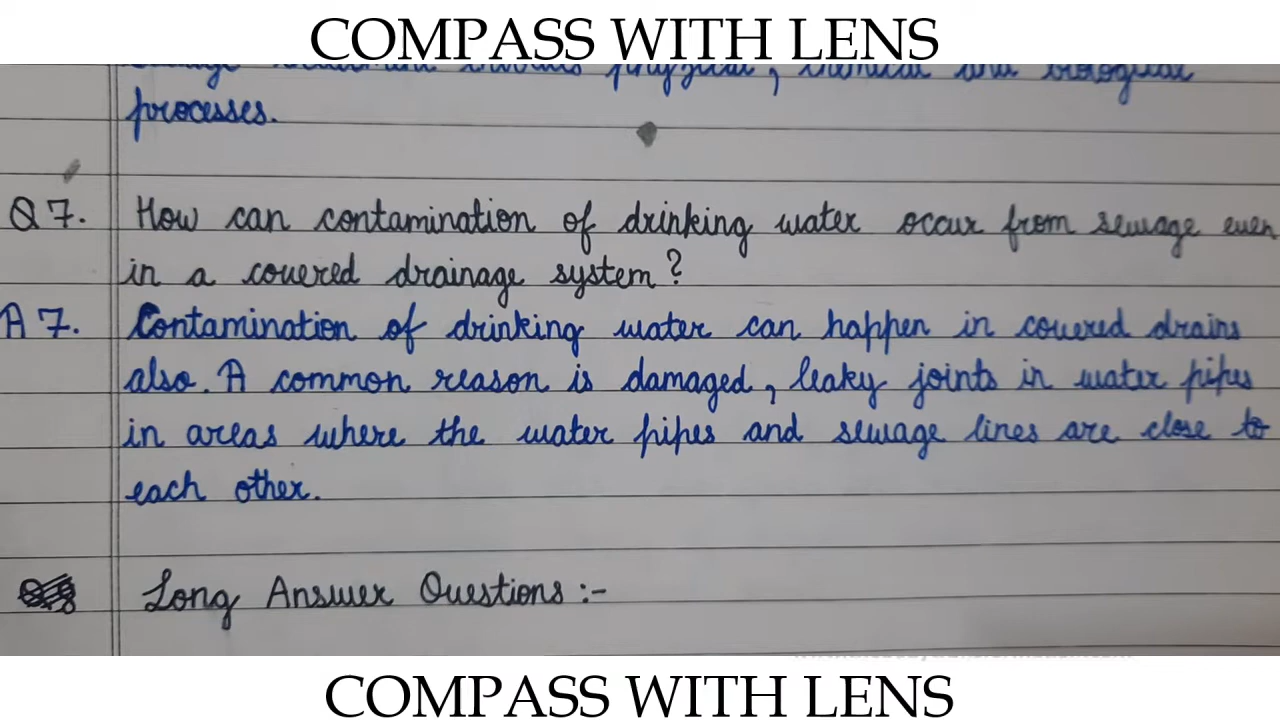 COMPASS WITH LENS
processes.
Q 7. How can contamination of drinking water occur from sewage even
in a covered drainage system?
A 7. Contamination of drinking water can happen in covered drains
also. A common reason is damaged, leaky joints in water pipes
in areas where the water pipes and sewage lines are close to
each other.
Long Answer Questions :-
COMPASS WITH LENS